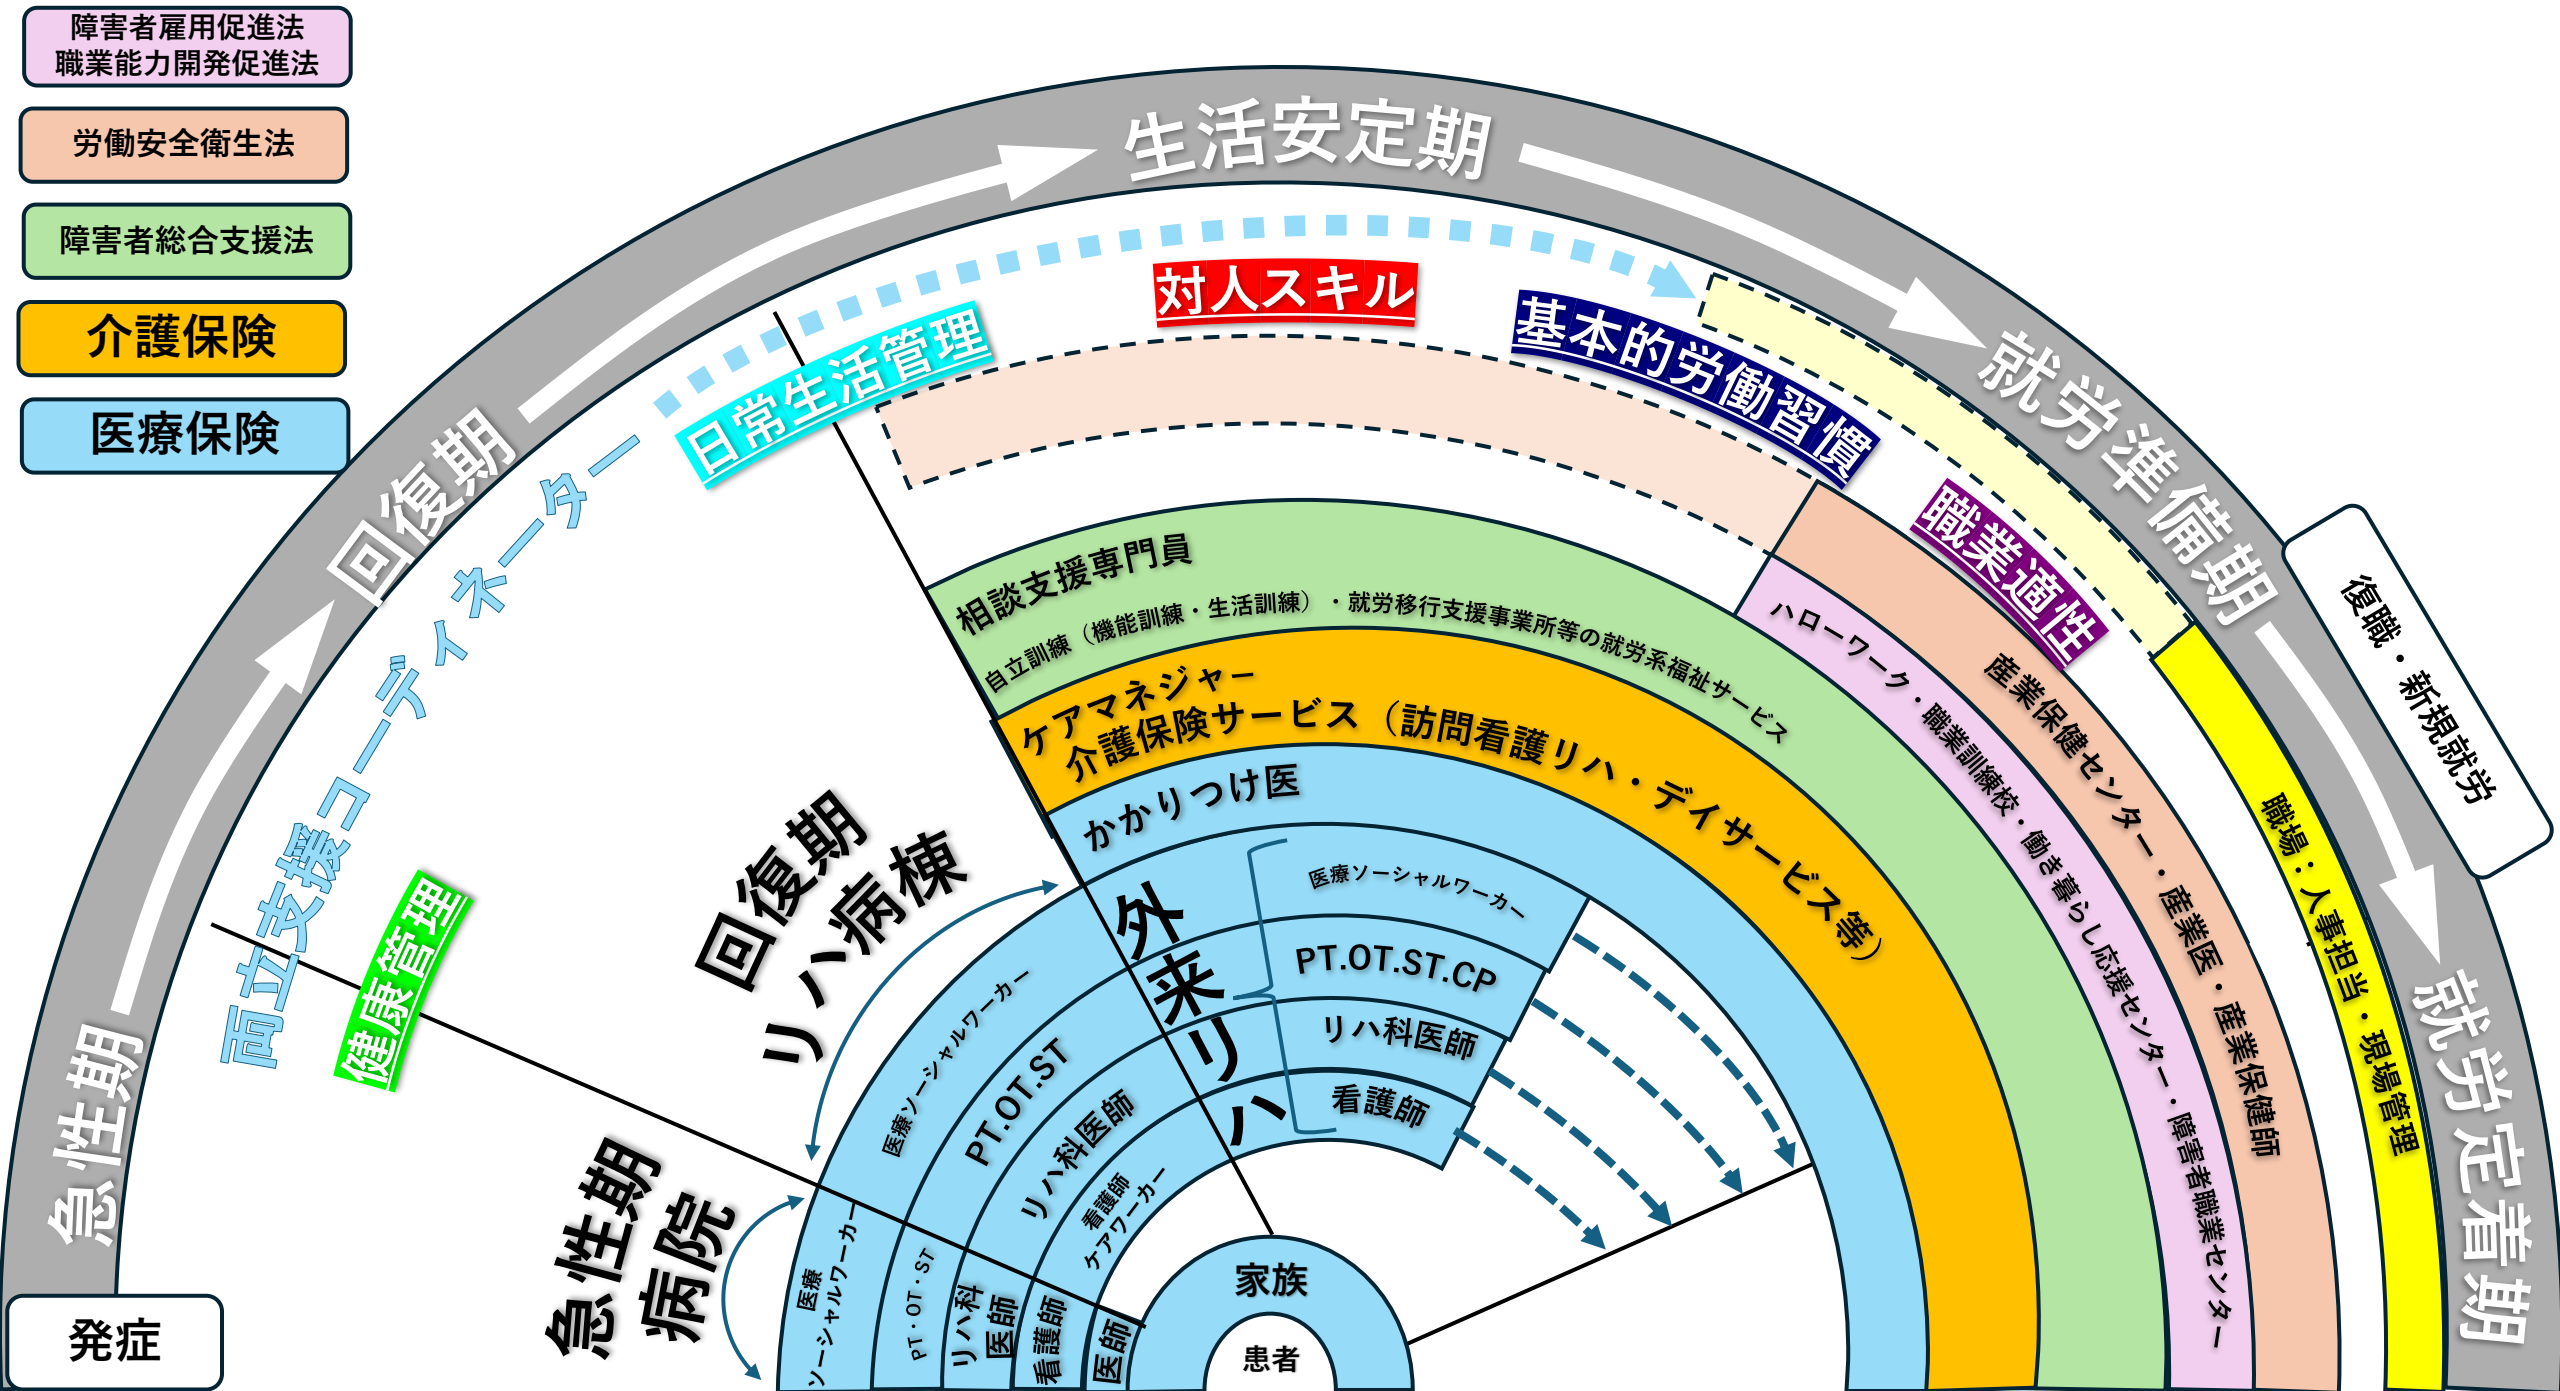 障害者雇用促進法
職業能力開発促進法
労働安全衛生法
障害者総合支援法
介護保険
医療保険
急性期
回復期
生活安定期
就労準備期
就労定着期
復職・新規就労
発症
両立支援コーディネーター
健康管理
日常生活管理
対人スキル
基本的労働習慣
職業適性
職場：人事担当・現場管理
産業保健センター・産業医・産業保健師
ハローワーク・職業訓練校・働き暮らし応援センター・障害者職業センター
相談支援専門員
自立訓練（機能訓練・生活訓練）・就労移行支援事業所等の就労系福祉サービス
ケアマネジャー
介護保険サービス（訪問看護リハ・デイサービス等）
かかりつけ医
回復期
リハ病棟
急性期
病院
外来リハ
医療ソーシャルワーカー
PT.OT.ST.CP
リハ科医師
看護師
医療ソーシャルワーカー
PT.OT.ST
リハ科医師
看護師
ケアワーカー
医療
ソーシャルワーカー
PT・OT・ST
リハ科
医師
看護師
医師
家族
患者